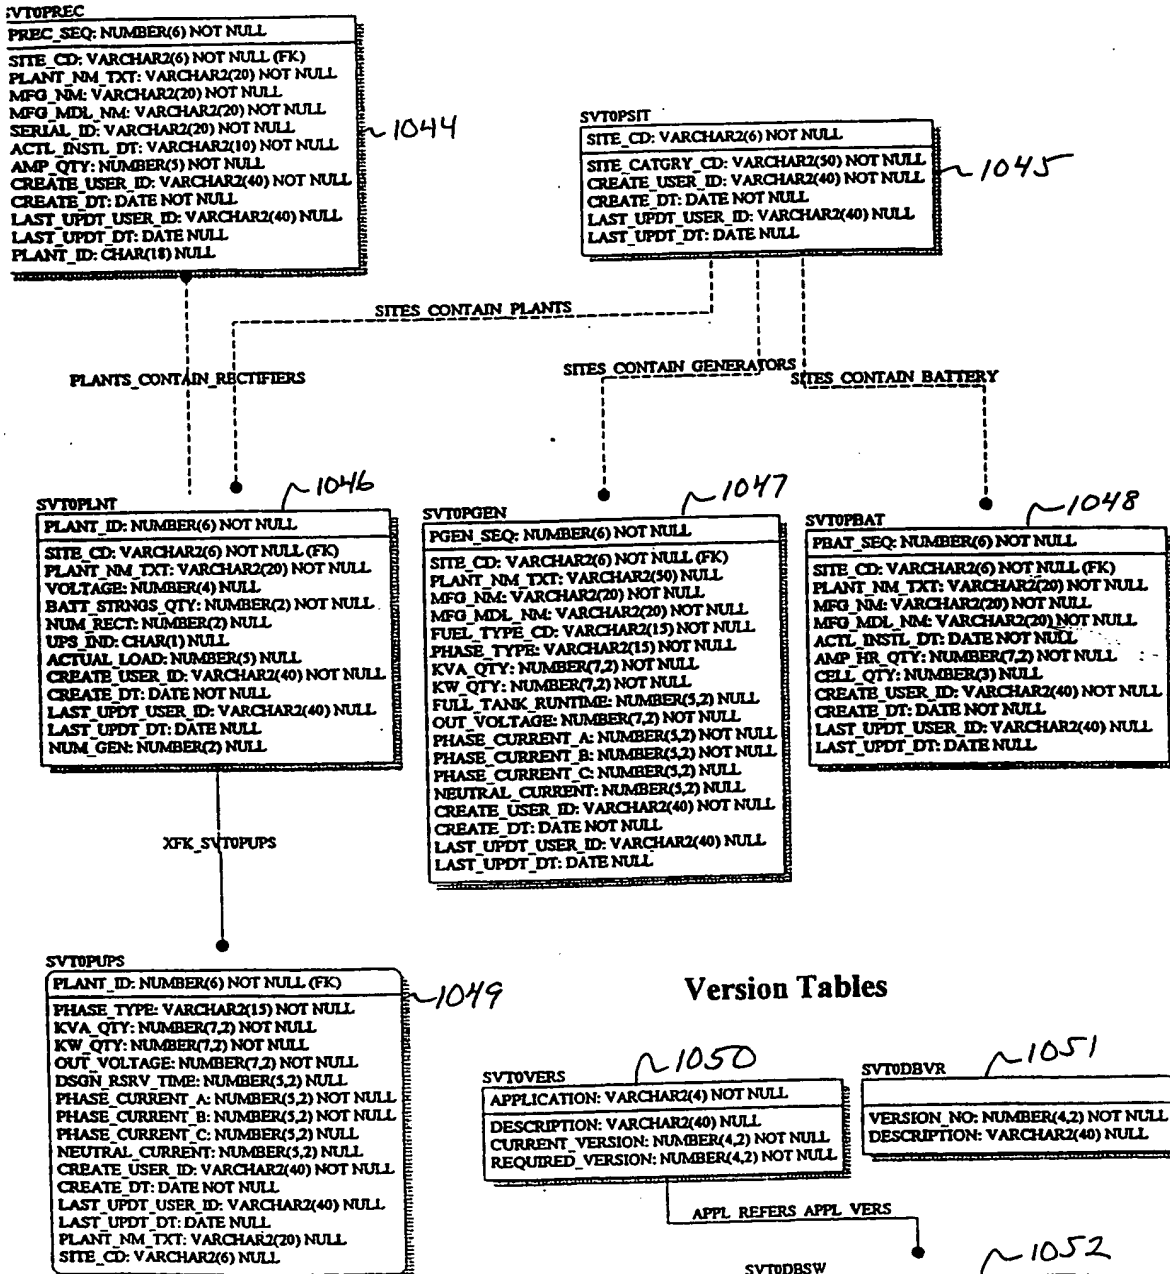 SVT0PREC
PREC_SEQ: NUMBER(6) NOT NULL
SITE_CD: VARCHAR2(6) NOT NULL (FK)
PLANT_NM_TXT: VARCHAR2(20) NOT NULL
MFG_NM: VARCHAR2(20) NOT NULL
MFG_MDL_NM: VARCHAR2(20) NOT NULL
SERIAL_ID: VARCHAR2(20) NOT NULL
ACTL_INSTL_DT: VARCHAR2(10) NOT NULL
AMP_QTY: NUMBER(5) NOT NULL
CREATE_USER_ID: VARCHAR2(40) NOT NULL
CREATE_DT: DATE NOT NULL
LAST_UPDT_USER_ID: VARCHAR2(40) NULL
LAST_UPDT_DT: DATE NULL
PLANT_ID: CHAR(18) NULL
1044
SVT0PSIT
SITE_CD: VARCHAR2(6) NOT NULL
SITE_CATGRY_CD: VARCHAR2(50) NOT NULL
CREATE_USER_ID: VARCHAR2(40) NOT NULL
CREATE_DT: DATE NOT NULL
LAST_UPDT_USER_ID: VARCHAR2(40) NULL
LAST_UPDT_DT: DATE NULL
1045
SITES CONTAIN PLANTS
PLANTS_CONTAIN_RECTIFIERS
SITES CONTAIN GENERATORS
SITES CONTAIN BATTERY
SVT0PLNT
1046
PLANT_ID: NUMBER(6) NOT NULL
SITE_CD: VARCHAR2(6) NOT NULL (FK)
PLANT_NM_TXT: VARCHAR2(20) NOT NULL
VOLTAGE: NUMBER(4) NULL
BATT_STRNGS_QTY: NUMBER(2) NOT NULL
NUM_RECT: NUMBER(2) NULL
UPS_IND: CHAR(1) NULL
ACTUAL_LOAD: NUMBER(5) NULL
CREATE_USER_ID: VARCHAR2(40) NOT NULL
CREATE_DT: DATE NOT NULL
LAST_UPDT_USER_ID: VARCHAR2(40) NULL
LAST_UPDT_DT: DATE NULL
NUM_GEN: NUMBER(2) NULL
SVT0PGEN
1047
PGEN_SEQ: NUMBER(6) NOT NULL
SITE_CD: VARCHAR2(6) NOT NULL (FK)
PLANT_NM_TXT: VARCHAR2(50) NULL
MFG_NM: VARCHAR2(20) NOT NULL
MFG_MDL_NM: VARCHAR2(20) NOT NULL
FUEL_TYPE_CD: VARCHAR2(15) NOT NULL
PHASE_TYPE: VARCHAR2(15) NOT NULL
KVA_QTY: NUMBER(7,2) NOT NULL
KW_QTY: NUMBER(7,2) NOT NULL
FULL_TANK_RUNTIME: NUMBER(5,2) NULL
OUT_VOLTAGE: NUMBER(7,2) NOT NULL
PHASE_CURRENT_A: NUMBER(5,2) NOT NULL
PHASE_CURRENT_B: NUMBER(5,2) NOT NULL
PHASE_CURRENT_C: NUMBER(5,2) NULL
NEUTRAL_CURRENT: NUMBER(5,2) NULL
CREATE_USER_ID: VARCHAR2(40) NOT NULL
CREATE_DT: DATE NOT NULL
LAST_UPDT_USER_ID: VARCHAR2(40) NULL
LAST_UPDT_DT: DATE NULL
SVT0PBAT
1048
PBAT_SEQ: NUMBER(6) NOT NULL
SITE_CD: VARCHAR2(6) NOT NULL (FK)
PLANT_NM_TXT: VARCHAR2(20) NOT NULL
MFG_NM: VARCHAR2(20) NOT NULL
MFG_MDL_NM: VARCHAR2(20) NOT NULL
ACTL_INSTL_DT: DATE NOT NULL
AMP_HR_QTY: NUMBER(7,2) NOT NULL
CELL_QTY: NUMBER(3) NULL
CREATE_USER_ID: VARCHAR2(40) NOT NULL
CREATE_DT: DATE NOT NULL
LAST_UPDT_USER_ID: VARCHAR2(40) NULL
LAST_UPDT_DT: DATE NULL
XFK_SVT0PUPS
SVT0PUPS
PLANT_ID: NUMBER(6) NOT NULL (FK)
PHASE_TYPE: VARCHAR2(15) NOT NULL
KVA_QTY: NUMBER(7,2) NOT NULL
KW_QTY: NUMBER(7,2) NOT NULL
OUT_VOLTAGE: NUMBER(7,2) NOT NULL
DSGN_RSRV_TIME: NUMBER(5,2) NULL
PHASE_CURRENT_A: NUMBER(5,2) NOT NULL
PHASE_CURRENT_B: NUMBER(5,2) NOT NULL
PHASE_CURRENT_C: NUMBER(5,2) NULL
NEUTRAL_CURRENT: NUMBER(5,2) NULL
CREATE_USER_ID: VARCHAR2(40) NOT NULL
CREATE_DT: DATE NOT NULL
LAST_UPDT_USER_ID: VARCHAR2(40) NULL
LAST_UPDT_DT: DATE NULL
PLANT_NM_TXT: VARCHAR2(20) NULL
SITE_CD: VARCHAR2(6) NULL
1049
Version Tables
SVT0VERS
1050
APPLICATION: VARCHAR2(4) NOT NULL
DESCRIPTION: VARCHAR2(40) NULL
CURRENT_VERSION: NUMBER(4,2) NOT NULL
REQUIRED_VERSION: NUMBER(4,2) NOT NULL
SVT0DBVR
1051
VERSION_NO: NUMBER(4,2) NOT NULL
DESCRIPTION: VARCHAR2(40) NULL
APPL REFERS APPL VERS
SVT0DBSW
1052